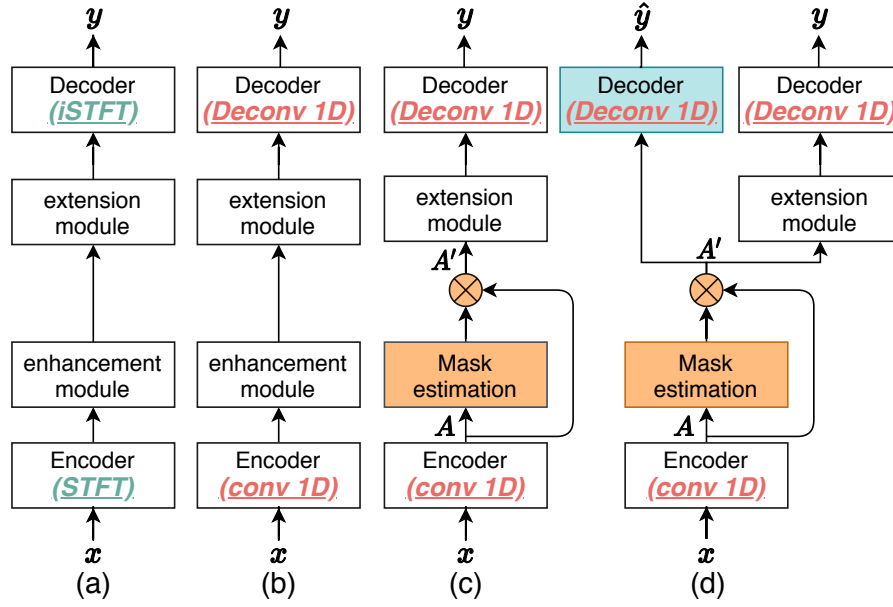 y y y ŷ y
Decoder Decoder Decoder Decoder Decoder
(iSTFT) (Deconv 1D) (Deconv 1D) (Deconv 1D) (Deconv 1D)
extension extension extension extension
module module module module
A′ A′
enhancement enhancement Mask Mask
module module estimation estimation
A A
Encoder Encoder Encoder Encoder
(STFT) (conv 1D) (conv 1D) (conv 1D)
x x x x
(a) (b) (c) (d)